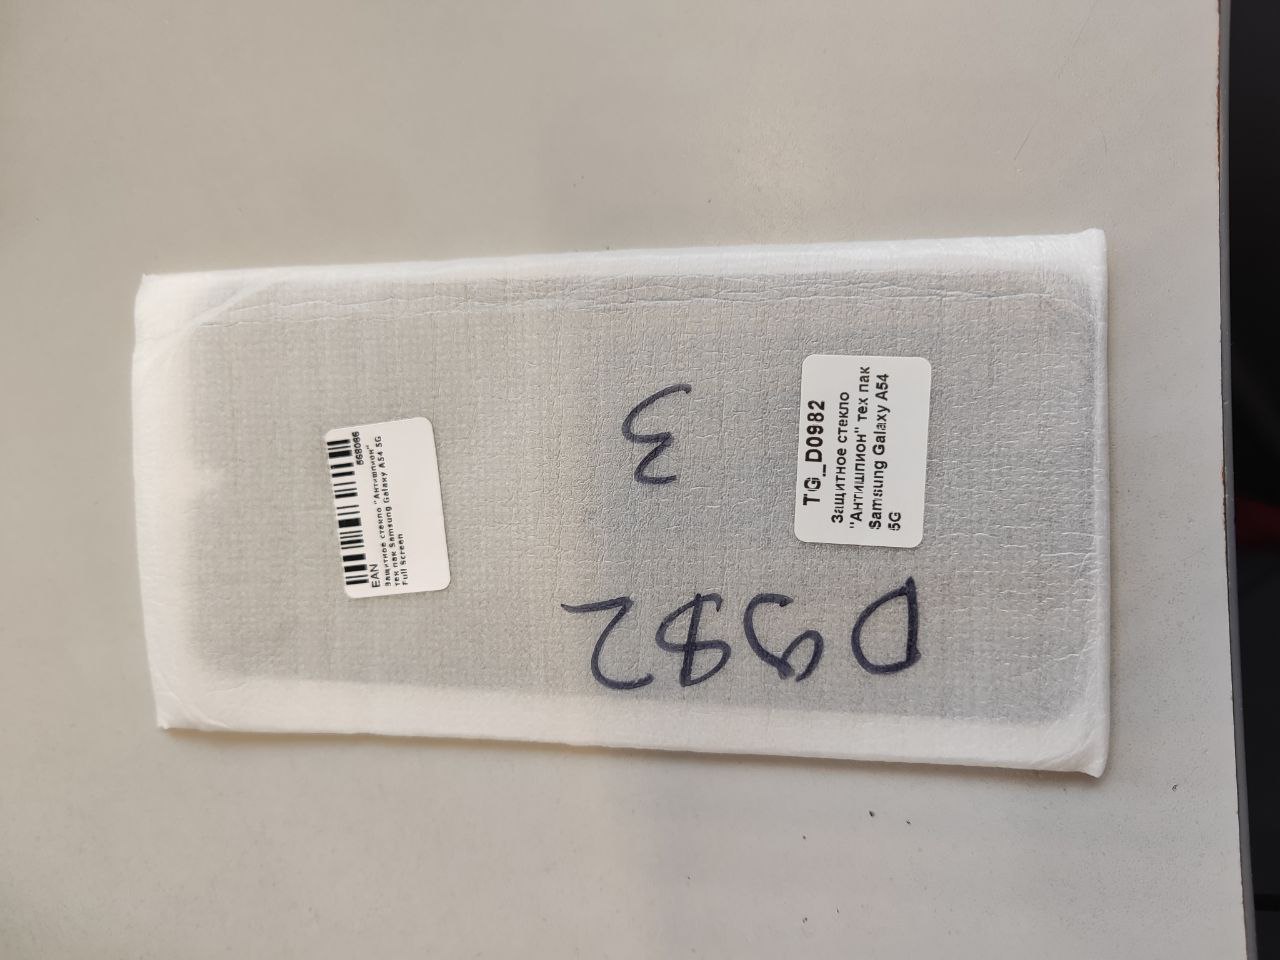 568086
EAN
Защитное стекло "Антишпион"
тех пак Samsung Galaxy A54 5G
Full Screen
3
D982
TG_D0982
Защитное стекло
"Антишпион" тех пак
Samsung Galaxy A54
5G